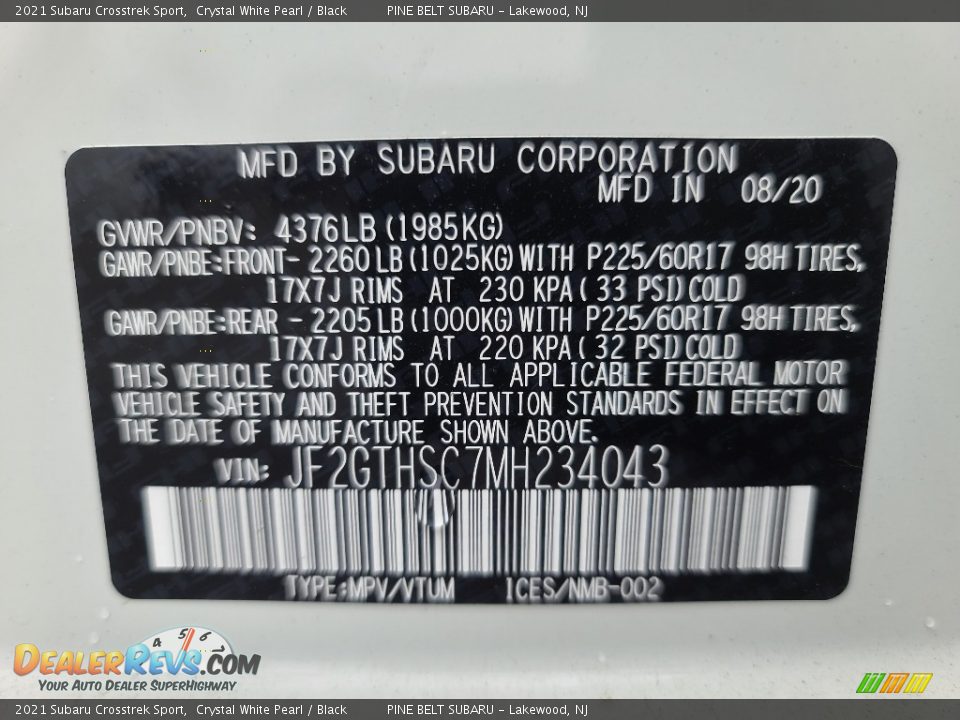 2021 Subaru Crosstrek Sport,  Crystal White Pearl / Black PINE BELT SUBARU - Lakewood, NJ
MFD BY SUBARU CORPORATION
MFD IN 08/20
GVWR/PNBV: 4376LB (1985KG)
GAWR/PNBE:FRONT- 2260LB (1025KG) WITH P225/60R17 98H TIRES,
17X7J RIMS AT 230 KPA ( 33 PSI) COLD
GAWR/PNBE:REAR - 2205LB (1000KG) WITH P225/60R17 98H TIRES,
17X7J RIMS AT 220 KPA ( 32 PSI) COLD
THIS VEHICLE CONFORMS TO ALL APPLICABLE FEDERAL MOTOR
VEHICLE SAFETY AND THEFT PREVENTION STANDARDS IN EFFECT ON
THE DATE OF MANUFACTURE SHOWN ABOVE.
VIN: JF2GTHSC7MH234043
TYPE:MPV/VTUM ICES/NMB-002
4 5 6
DEALERREVS.COM
YOUR AUTO DEALER SUPERHIGHWAY
2021 Subaru Crosstrek Sport,  Crystal White Pearl / Black PINE BELT SUBARU - Lakewood, NJ